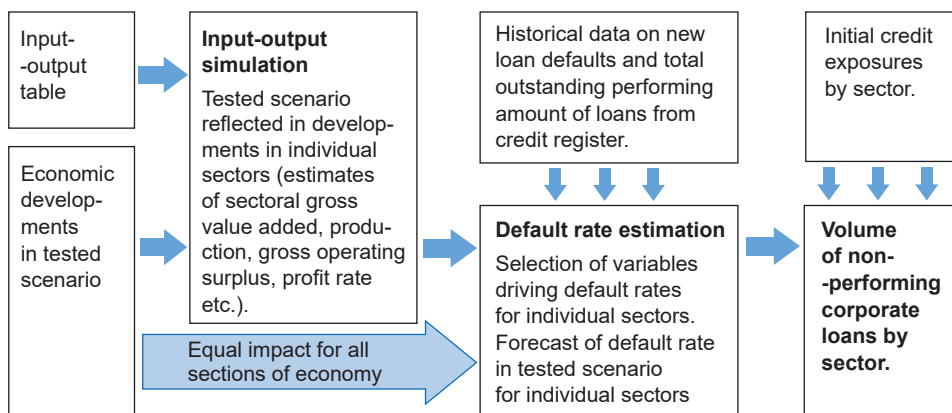 Input-
-output
table
Economic
develop-
ments
in tested
scenario
Input-output
simulation
Tested scenario
reflected in develop-
ments in individual
sectors (estimates
of sectoral gross
value added, produ-
ction, gross operating
surplus, profit rate
etc.).
Equal impact for all
sections of economy
Historical data on new
loan defaults and total
outstanding performing
amount of loans from
credit register.
Default rate estimation
Selection of variables
driving default rates
for individual sectors.
Forecast of default rate
in tested scenario
for individual sectors
Initial credit
exposures
by sector.
Volume
of non-
-performing
corporate
loans by
sector.